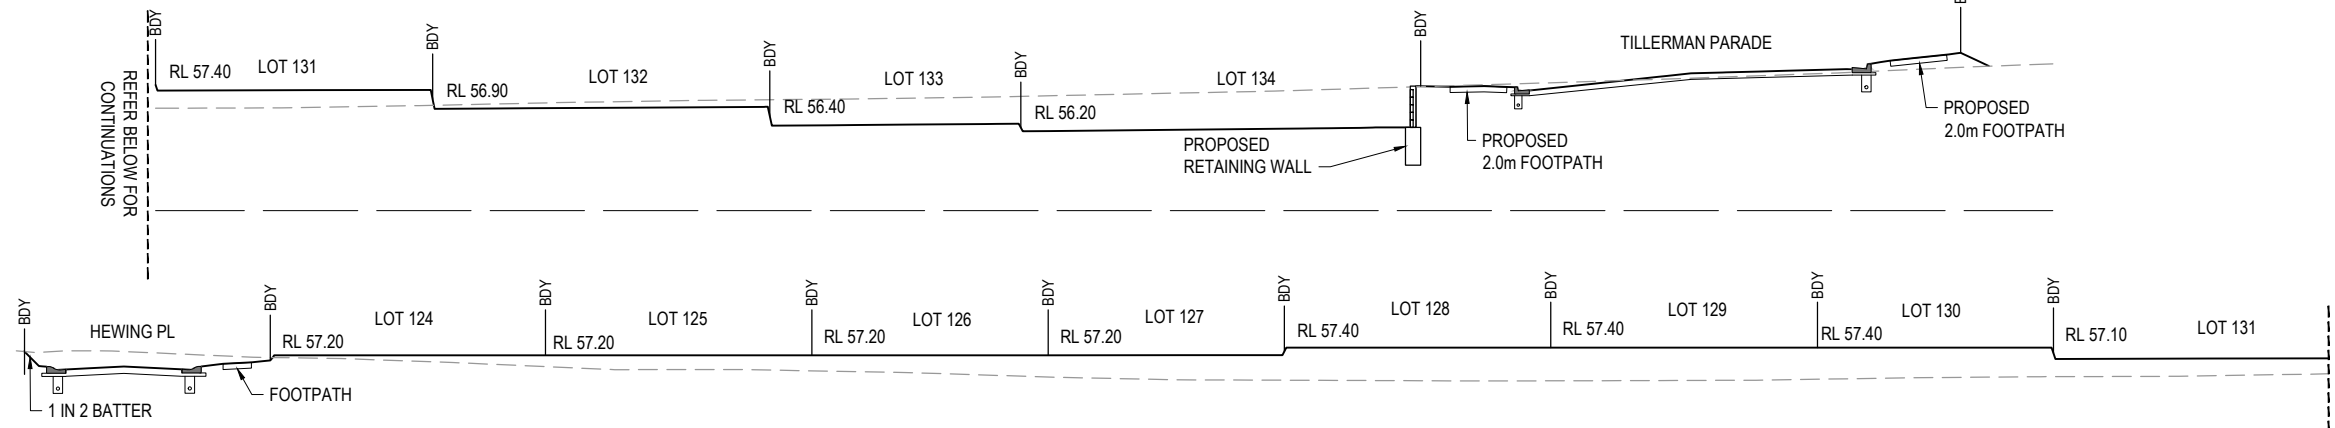 BDY
BDY
BDY
BDY
BDY
RL 57.40
LOT 131
RL 56.90
LOT 132
RL 56.40
LOT 133
RL 56.20
LOT 134
TILLERMAN PARADE
PROPOSED
RETAINING WALL
PROPOSED
2.0m FOOTPATH
PROPOSED
2.0m FOOTPATH
REFER BELOW FOR
CONTINUATIONS
BDY
HEWING PL
1 IN 2 BATTER
FOOTPATH
BDY
RL 57.20
LOT 124
BDY
RL 57.20
LOT 125
BDY
RL 57.20
LOT 126
BDY
RL 57.20
LOT 127
BDY
RL 57.40
LOT 128
BDY
RL 57.40
LOT 129
BDY
RL 57.40
LOT 130
BDY
RL 57.10
LOT 131